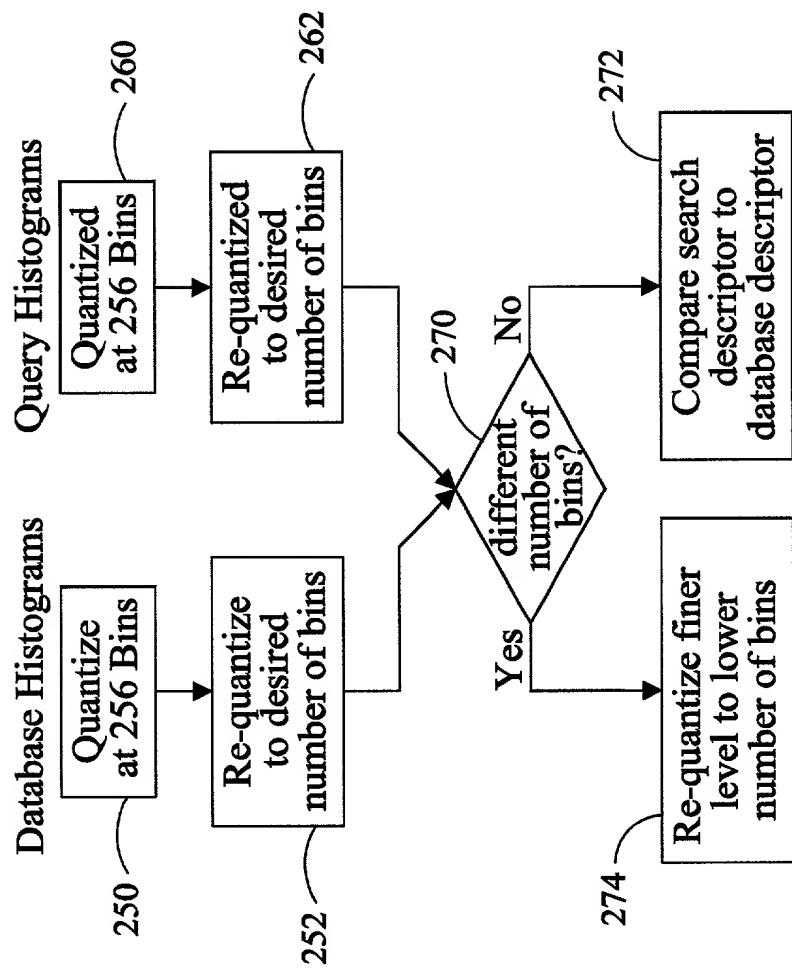 Database Histograms
250
Quantize
at 256 Bins
252
Re-quantize
to desired
number of bins
Query Histograms
260
Quantized
at 256 Bins
262
Re-quantized
to desired
number of bins
270
different
number of
bins?
Yes
No
274
Re-quantize finer
level to lower
number of bins
272
Compare search
descriptor to
database descriptor